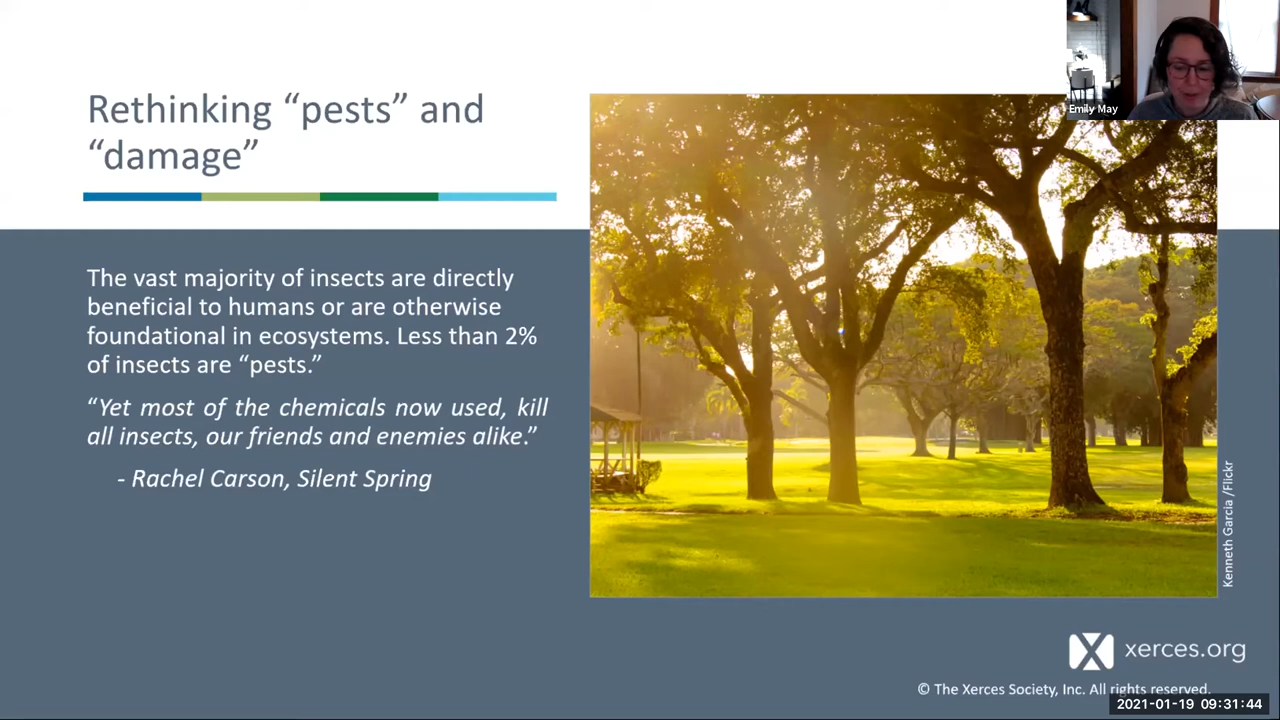 Emily May
Rethinking “pests” and
“damage”
The vast majority of insects are directly
beneficial to humans or are otherwise
foundational in ecosystems. Less than 2%
of insects are “pests.”
“Yet most of the chemicals now used, kill
all insects, our friends and enemies alike.”
- Rachel Carson, Silent Spring
Kenneth Garcia /Flickr
xerces.org
© The Xerces Society, Inc. All rights reserved.
2021-01-19 09:31:44